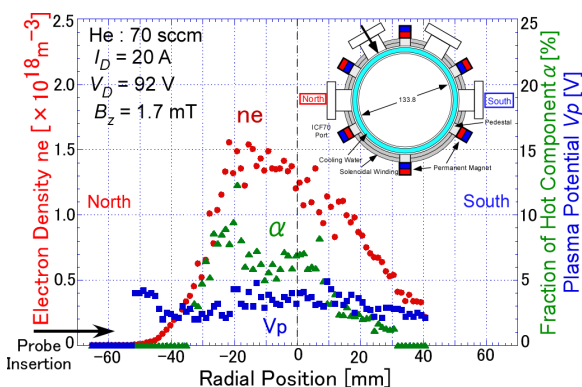 He : 70 sccm
I_D = 20 A
V_D = 92 V
B_z = 1.7 mT
Electron Density ne [×10^18 m^-3]
2.5
2.0
1.5
1.0
0.5
0
25
20
15
10
5
0
Fraction of Hot Component α [%]
Plasma Potential Vp [V]
North
South
133.8
Pedestal
ICF70
Port
Cooling Water
Solenoidal Winding
Permanent Magnet
ne
North
South
α
Vp
Probe
Insertion
-60
-40
-20
0
20
40
60
Radial Position [mm]